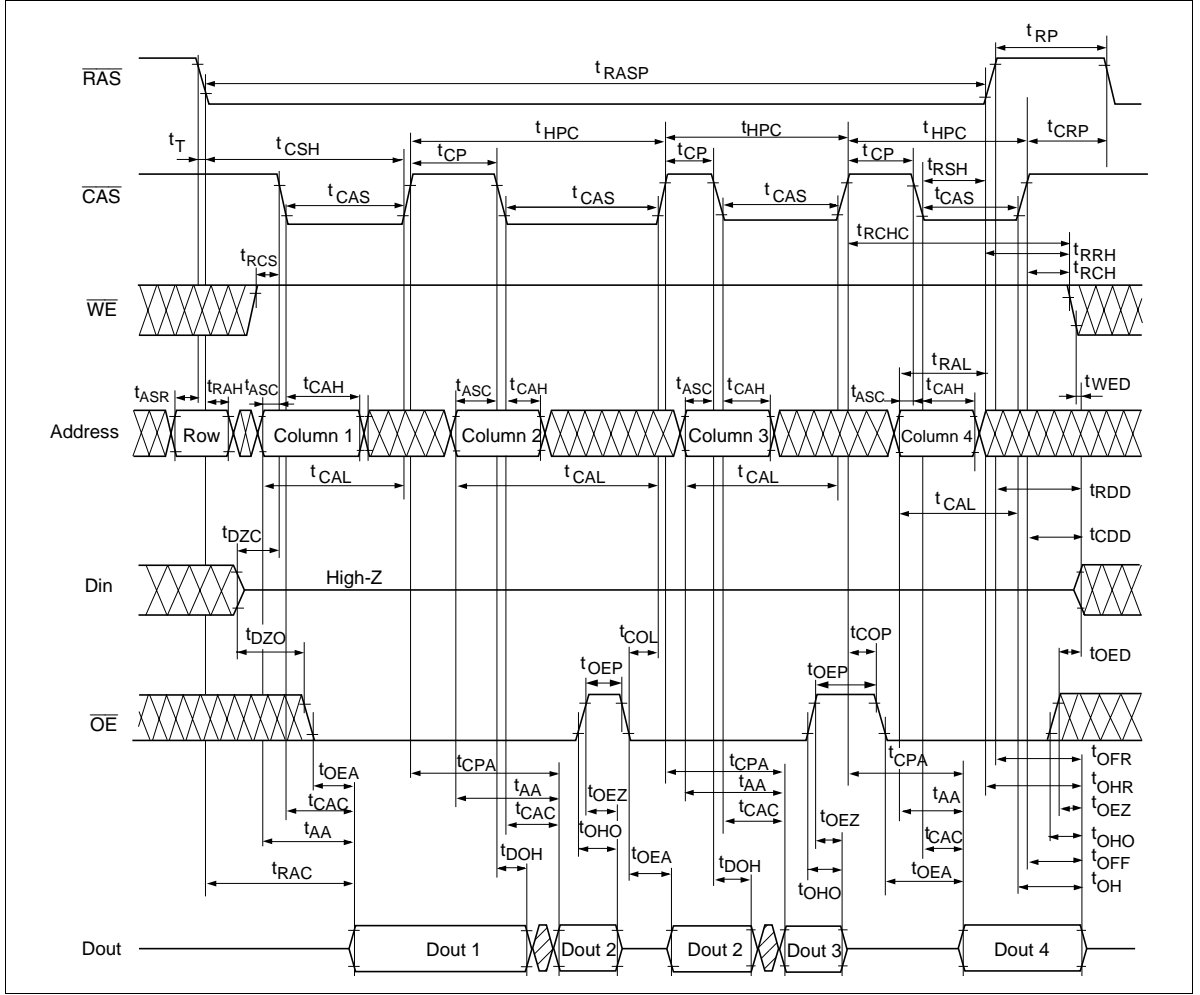 tRP
RAS
tRASP
tT
tCSH
tHPC
tHPC
tHPC
tCRP
tCP
tCP
tCP
tRSH
CAS
tCAS
tCAS
tCAS
tCAS
tRCHC
tRRH
tRCS
tRCH
WE
tRAL
tWED
tASR
tRAH
tASC
tCAH
tASC
tCAH
tASC
tCAH
tASC
tCAH
Address
Row
Column 1
Column 2
Column 3
Column 4
tCAL
tCAL
tCAL
tCAL
tRDD
tCDD
tDZC
Din
High-Z
tDZO
tCOL
tCOP
tOED
tOEP
tOEP
OE
tOEA
tCPA
tCPA
tCPA
tOFR
tCAC
tAA
tOEZ
tAA
tOEZ
tAA
tOHR
tOEZ
tAA
tCAC
tOHO
tCAC
tCAC
tOHO
tRAC
tDOH
tOEA
tDOH
tOHO
tOEA
tOFF
tOH
Dout
Dout 1
Dout 2
Dout 2
Dout 3
Dout 4